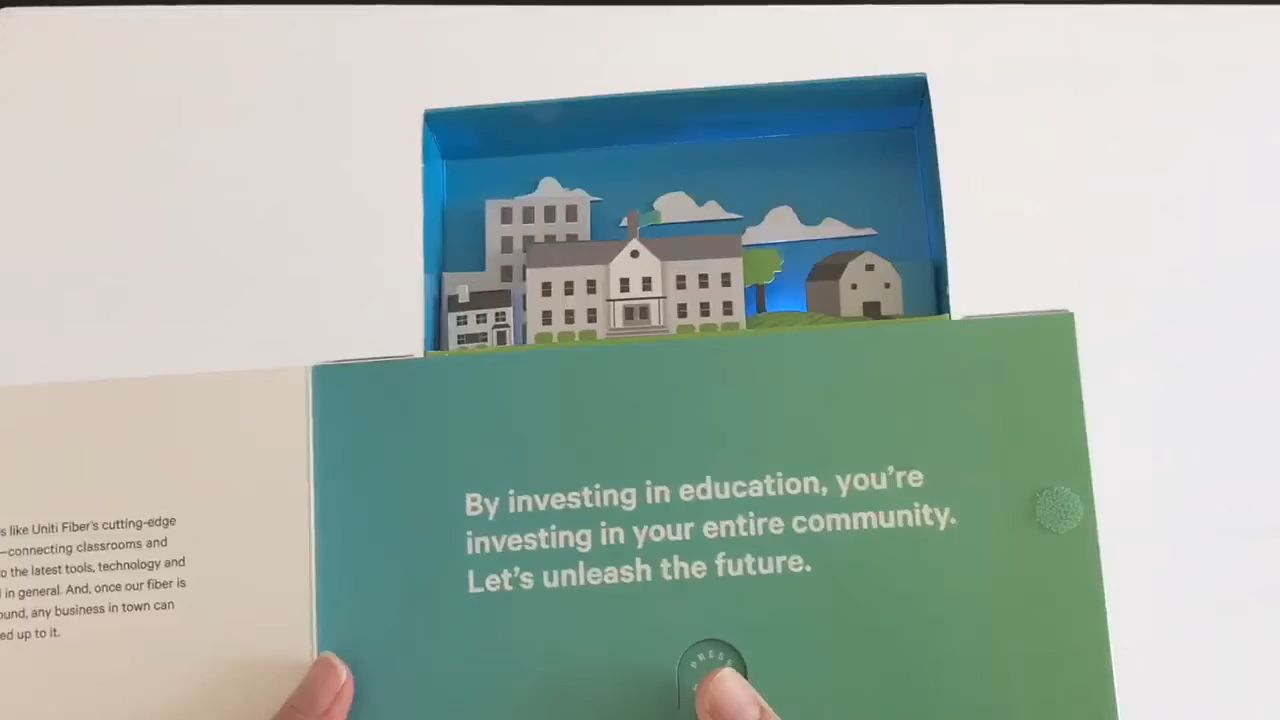 s like Uniti Fiber's cutting-edge
—connecting classrooms and
o the latest tools, technology and
in general. And, once our fiber is
ound, any business in town can
ed up to it.
By investing in education, you're
investing in your entire community.
Let's unleash the future.
PRESS